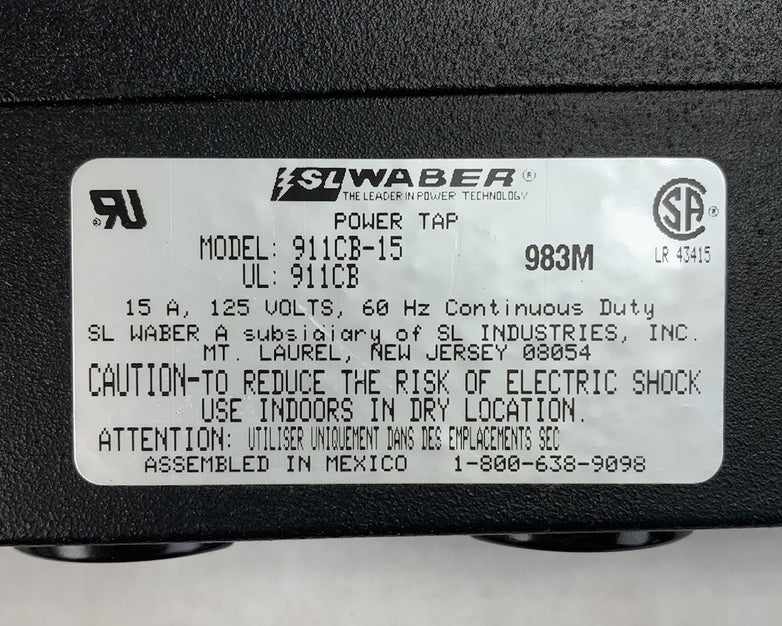 SL WABER ®
THE LEADER IN POWER TECHNOLOGY
POWER TAP
MODEL: 911CB-15
UL: 911CB
983M
LR 43415
15 A, 125 VOLTS, 60 Hz Continuous Duty
SL WABER A subsidiary of SL INDUSTRIES, INC.
MT. LAUREL, NEW JERSEY 08054
CAUTION-TO REDUCE THE RISK OF ELECTRIC SHOCK
USE INDOORS IN DRY LOCATION.
ATTENTION: UTILISER UNIQUEMENT DANS DES EMPLACEMENTS SEC
ASSEMBLED IN MEXICO 1-800-638-9098